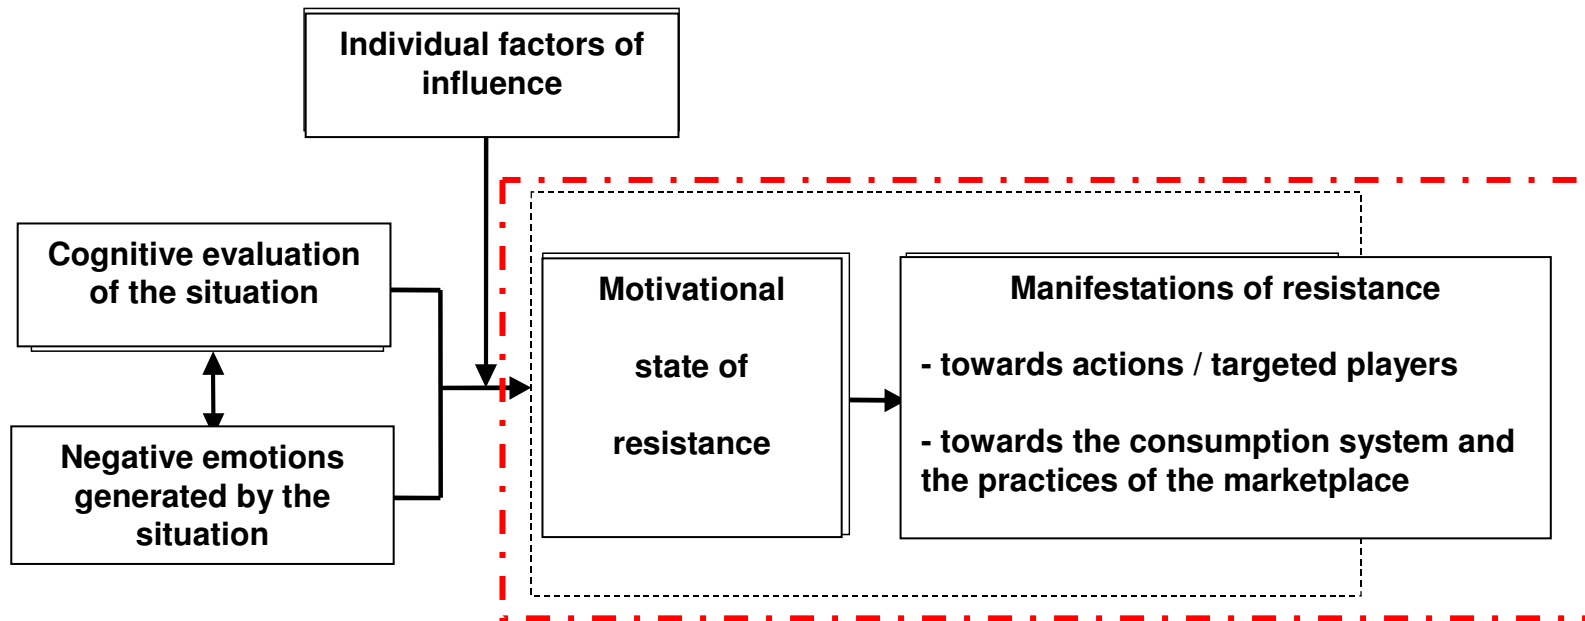 Individual factors of
influence
Cognitive evaluation
of the situation
Negative emotions
generated by the
situation
Motivational
state of
resistance
Manifestations of resistance
- towards actions / targeted players
- towards the consumption system and
the practices of the marketplace